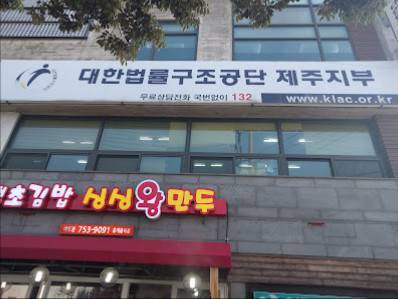 대한법률구조공단 제주지부
무료상담전화 국번없이 132
www.klac.or.kr
초김밥 싱싱왕만두
753-9091